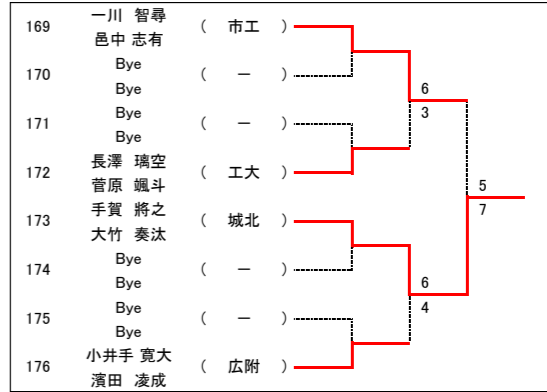 169 一川 智尋 ( 市工 )
邑中 志有
170 Bye ( ー )
Bye
171 Bye ( ー )
Bye
172 長澤 璃空 ( 工大 )
菅原 颯斗
173 手賀 將之 ( 城北 )
大竹 奏汰
174 Bye ( ー )
Bye
175 Bye ( ー )
Bye
176 小井手 寛大 ( 広附 )
濱田 凌成
6
3
5
7
6
4